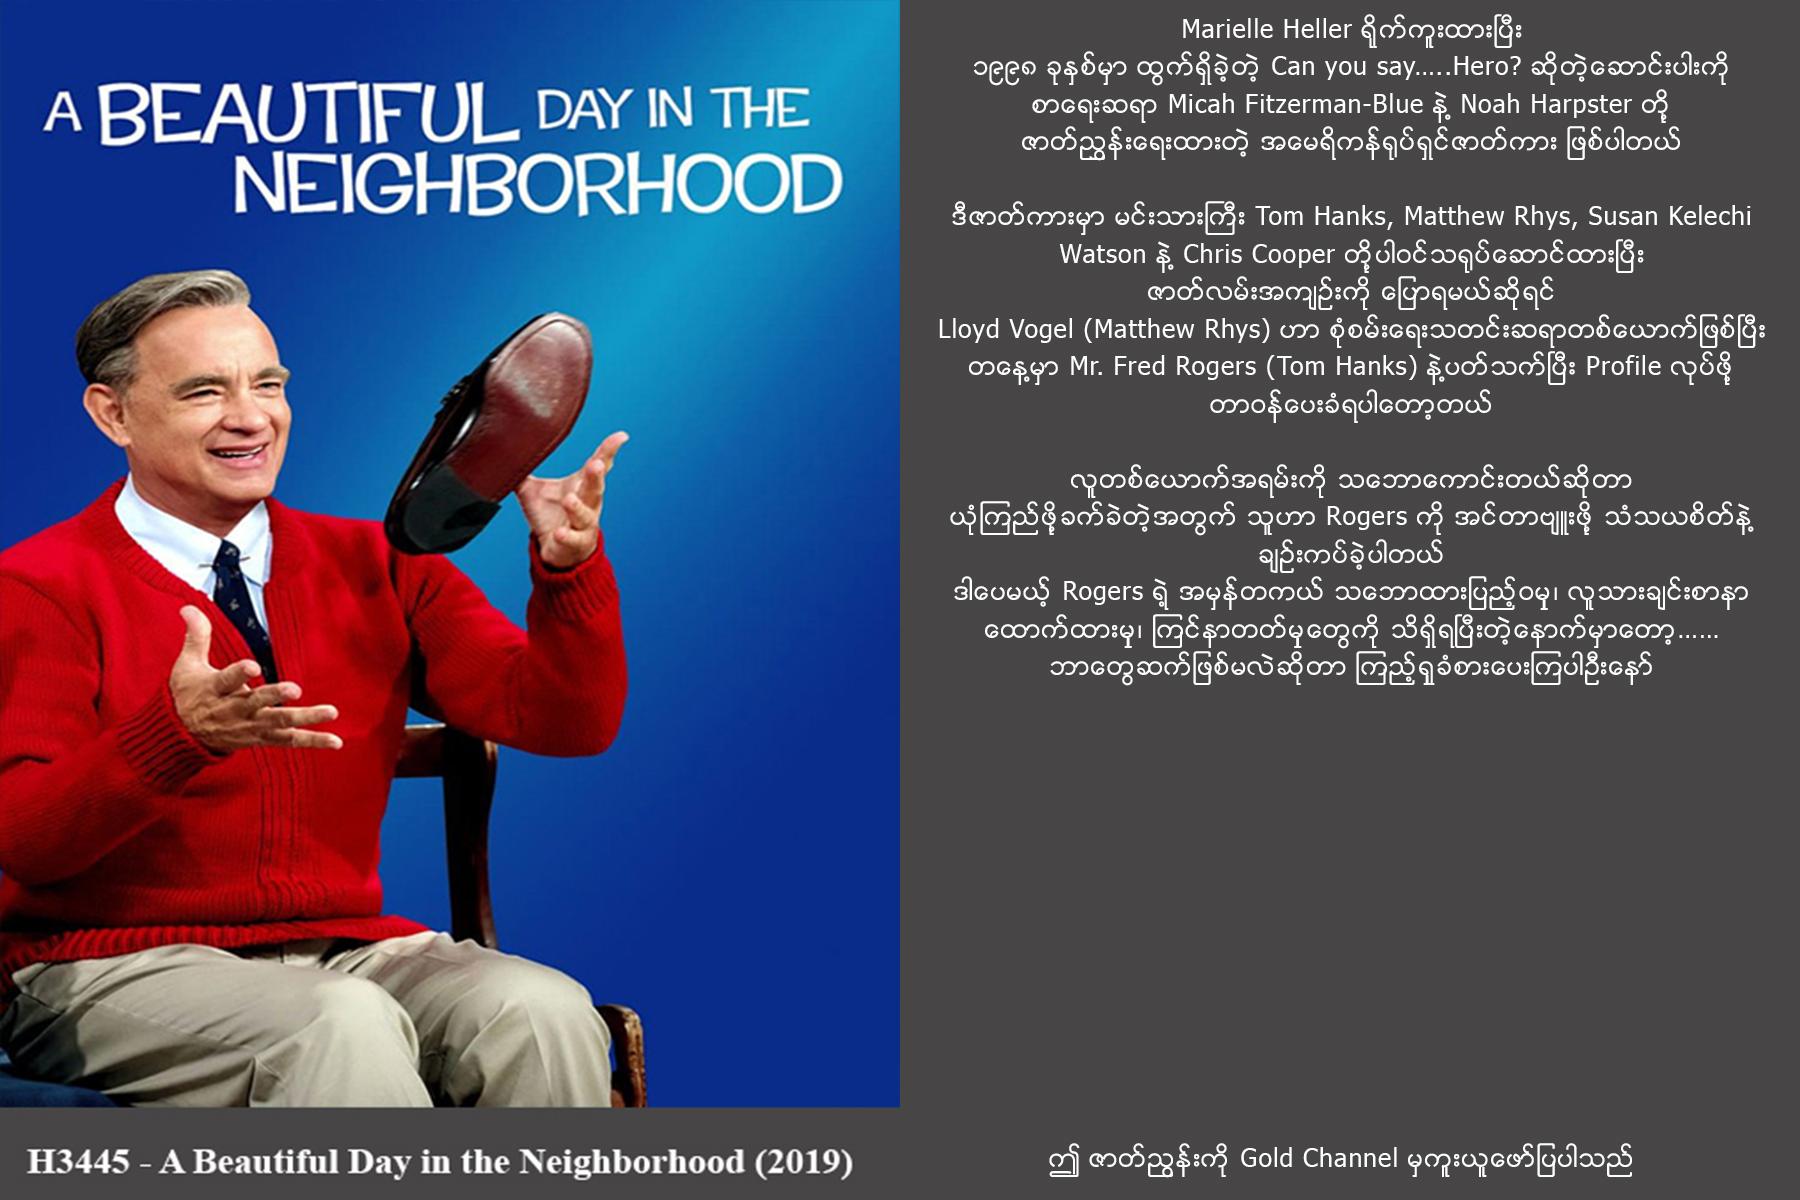 A BEAUTIFUL DAY IN THE
NEIGHBORHOOD
H3445 - A Beautiful Day in the Neighborhood (2019)
Marielle Heller ရိုက်ကူးထားပြီး
၁၉၉၈ ခုနှစ်မှာ ထွက်ရှိခဲ့တဲ့ Can you say…..Hero? ဆိုတဲ့ဆောင်းပါးကို
စာရေးဆရာ Micah Fitzerman-Blue နဲ့ Noah Harpster တို့
ဇာတ်ညွှန်းရေးထားတဲ့ အမေရိကန်ရုပ်ရှင်ဇာတ်ကား ဖြစ်ပါတယ်
ဒီဇာတ်ကားမှာ မင်းသားကြီး Tom Hanks, Matthew Rhys, Susan Kelechi
Watson နဲ့ Chris Cooper တို့ပါဝင်သရုပ်ဆောင်ထားပြီး
ဇာတ်လမ်းအကျဉ်းကို ပြောရမယ်ဆိုရင်
Lloyd Vogel (Matthew Rhys) ဟာ စုံစမ်းရေးသတင်းဆရာတစ်ယောက်ဖြစ်ပြီး
တနေ့မှာ Mr. Fred Rogers (Tom Hanks) နဲ့ပတ်သက်ပြီး Profile လုပ်ဖို့
တာဝန်ပေးခံရပါတော့တယ်
လူတစ်ယောက်အရမ်းကို သဘောကောင်းတယ်ဆိုတာ
ယုံကြည်ဖို့ခက်ခဲတဲ့အတွက် သူဟာ Rogers ကို အင်တာဗျူးဖို့ သံသယစိတ်နဲ့
ချဉ်းကပ်ခဲ့ပါတယ်
ဒါပေမယ့် Rogers ရဲ့ အမှန်တကယ် သဘောထားပြည့်ဝမှု၊ လူသားချင်းစာနာ
ထောက်ထားမှု၊ ကြင်နာတတ်မှုတွေကို သိရှိရပြီးတဲ့နောက်မှာတော့……
ဘာတွေဆက်ဖြစ်မလဲဆိုတာ ကြည့်ရှုခံစားပေးကြပါဦးနော်
ဤ ဇာတ်ညွှန်းကို Gold Channel မှကူးယူဖော်ပြပါသည်